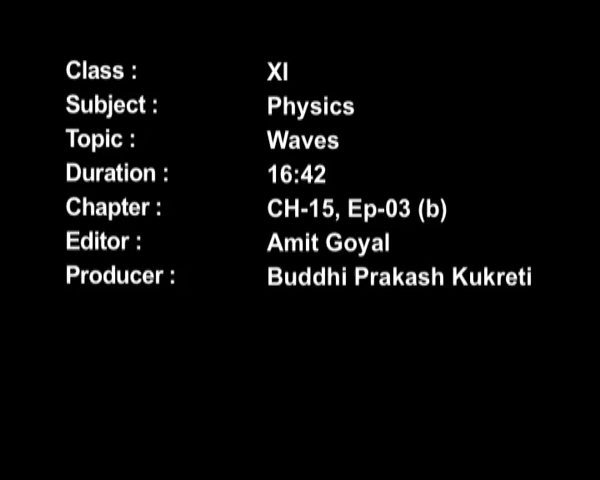 Class : XI
Subject : Physics
Topic : Waves
Duration : 16:42
Chapter : CH-15, Ep-03 (b)
Editor : Amit Goyal
Producer : Buddhi Prakash Kukreti